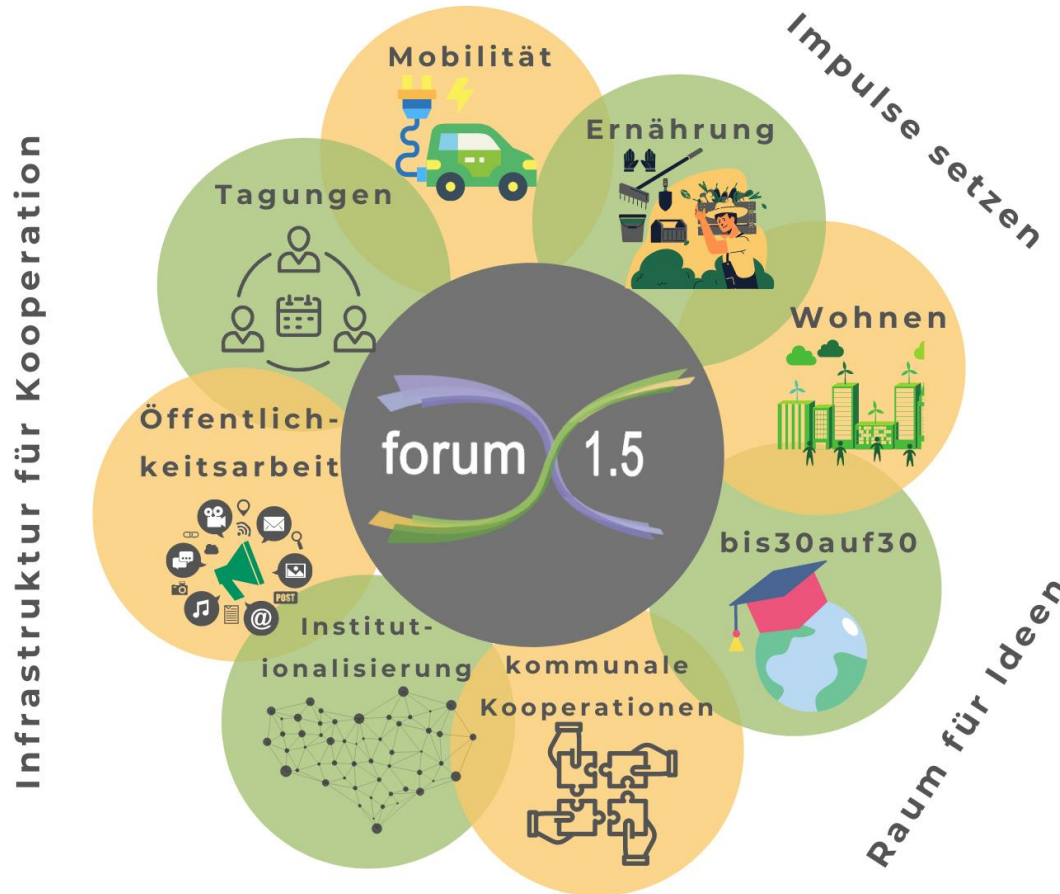 Infrastruktur für Kooperation
Impulse setzen
Raum für Ideen
Mobilität
Ernährung
Wohnen
bis30auf30
kommunale
Kooperationen
Institut-
ionalisierung
Öffentlich-
keitsarbeit
POST
@
Tagungen
forum 1.5